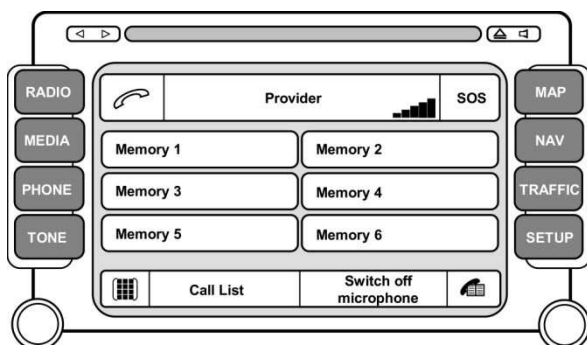 RADIO
MEDIA
PHONE
TONE
Provider
SOS
Memory 1
Memory 2
Memory 3
Memory 4
Memory 5
Memory 6
Call List
Switch off
microphone
MAP
NAV
TRAFFIC
SETUP